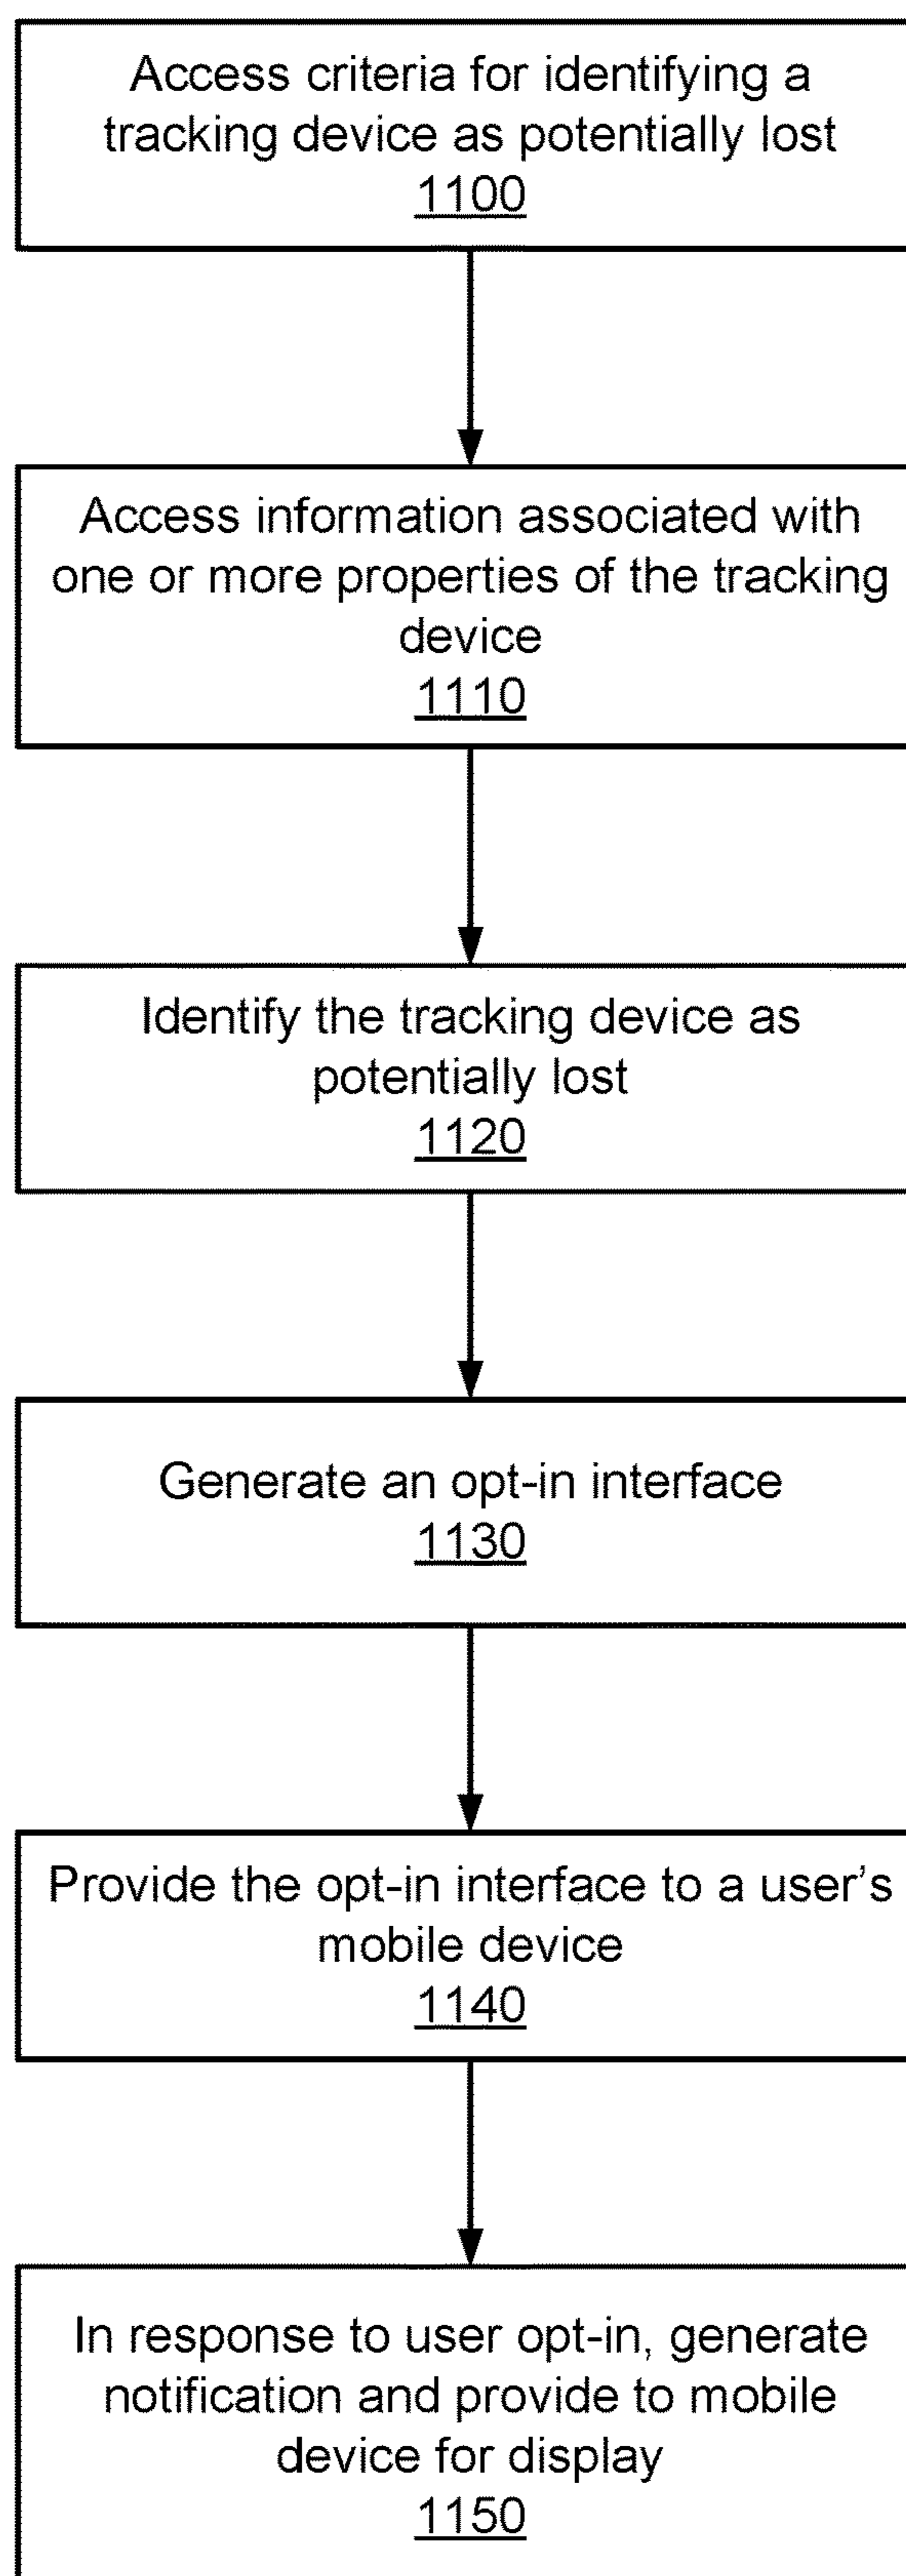 Access criteria for identifying a
tracking device as potentially lost
1100
Access information associated with
one or more properties of the tracking
device
1110
Identify the tracking device as
potentially lost
1120
Generate an opt-in interface
1130
Provide the opt-in interface to a user's
mobile device
1140
In response to user opt-in, generate
notification and provide to mobile
device for display
1150